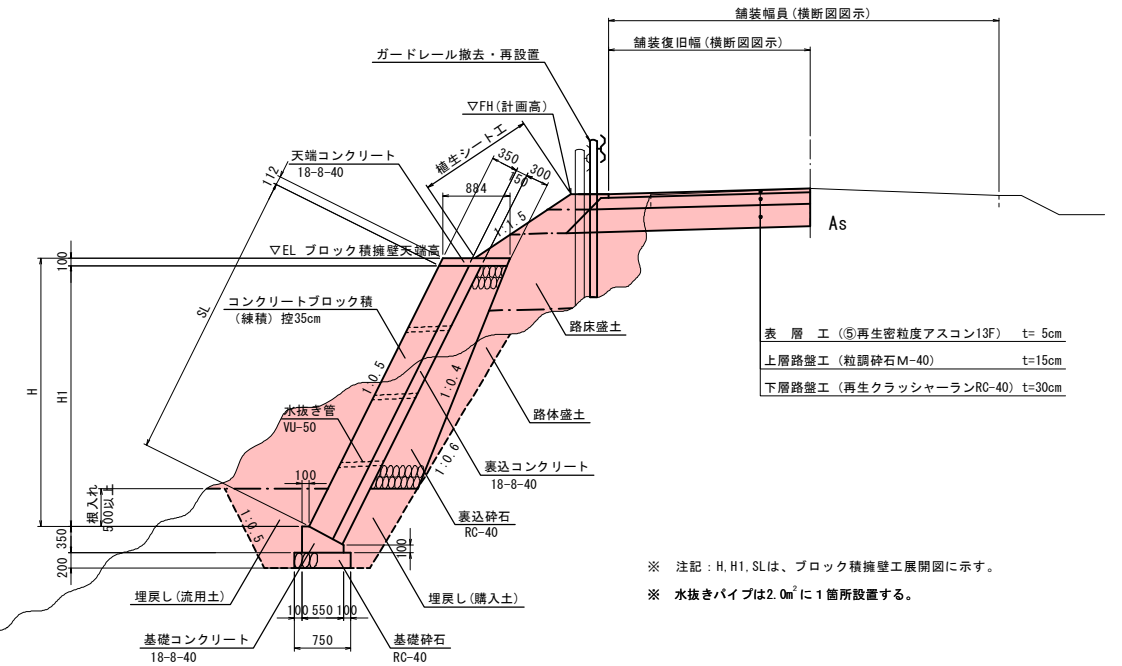 舗装幅員(横断図図示)
舗装復旧幅(横断図図示)
ガードレール撤去・再設置
▽FH(計画高)
植生シート工
天端コンクリート
18-8-40
350
150
300
884
112
1:1.5
As
▽EL ブロック積擁壁天端高
100
SL
コンクリートブロック積
(練積)控35cm
路床盛土
表 層 工(⑤再生密粒度アスコン13F) t= 5cm
上層路盤工(粒調砕石M-40) t=15cm
下層路盤工(再生クラッシャーランRC-40) t=30cm
H
H1
1:0.5
1:0.4
水抜き管
VU-50
路体盛土
1:0.6
裏込コンクリート
18-8-40
100
根入れ
500以上
1:0.5
裏込砕石
RC-40
350
100
200
※ 注記:H,H1,SLは、ブロック積擁壁工展開図に示す。
※ 水抜きパイプは2.0m²に1箇所設置する。
埋戻し(流用土)
埋戻し(購入土)
100
550
100
750
基礎コンクリート
18-8-40
基礎砕石
RC-40